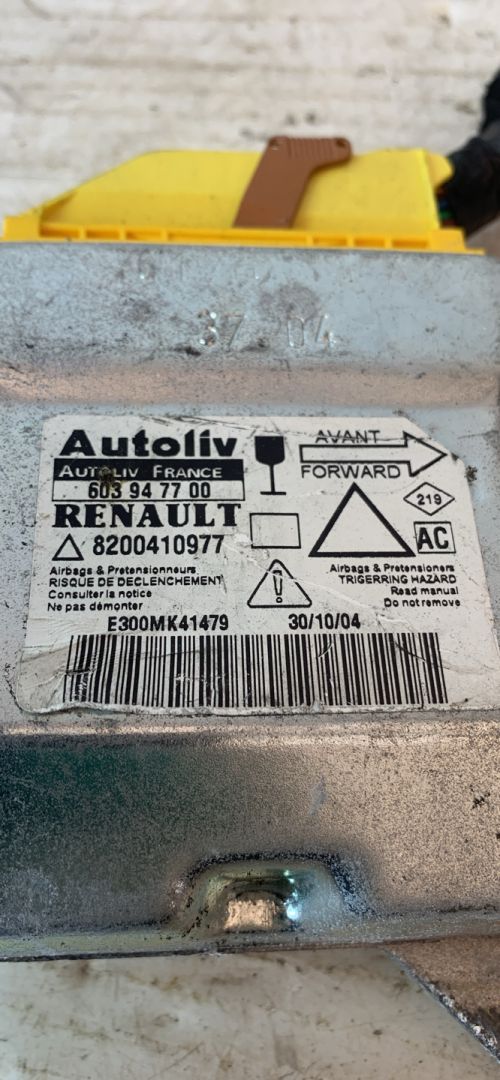 37 04
Autoliv
AUTOLIV FRANCE
603 94 77 00
RENAULT
8200410977
AVANT
FORWARD
219
AC
Airbags & Pretensionneurs
RISQUE DE DECLENCHEMENT
Consulter la notice
Ne pas démonter
Airbags & Pretensioners
TRIGERRING HAZARD
Read manual
Do not remove
E300MK41479
30/10/04